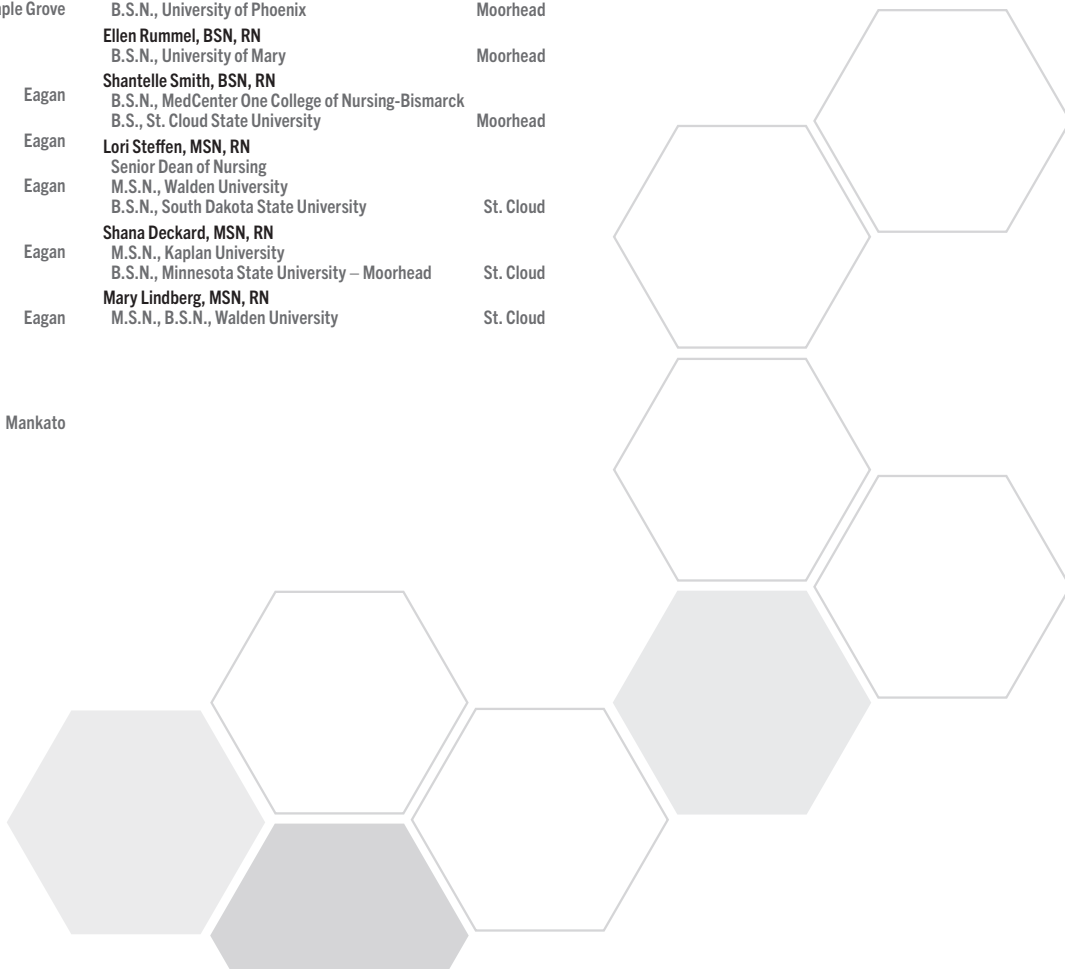 Grove
Eagan
Eagan
Eagan
Eagan
Eagan
Mankato
B.S.N., University of Phoenix Moorhead
Ellen Rummel, BSN, RN
B.S.N., University of Mary Moorhead
Shantelle Smith, BSN, RN
B.S.N., MedCenter One College of Nursing-Bismarck
B.S., St. Cloud State University Moorhead
Lori Steffen, MSN, RN
Senior Dean of Nursing
M.S.N., Walden University
B.S.N., South Dakota State University St. Cloud
Shana Deckard, MSN, RN
M.S.N., Kaplan University
B.S.N., Minnesota State University – Moorhead St. Cloud
Mary Lindberg, MSN, RN
M.S.N., B.S.N., Walden University St. Cloud